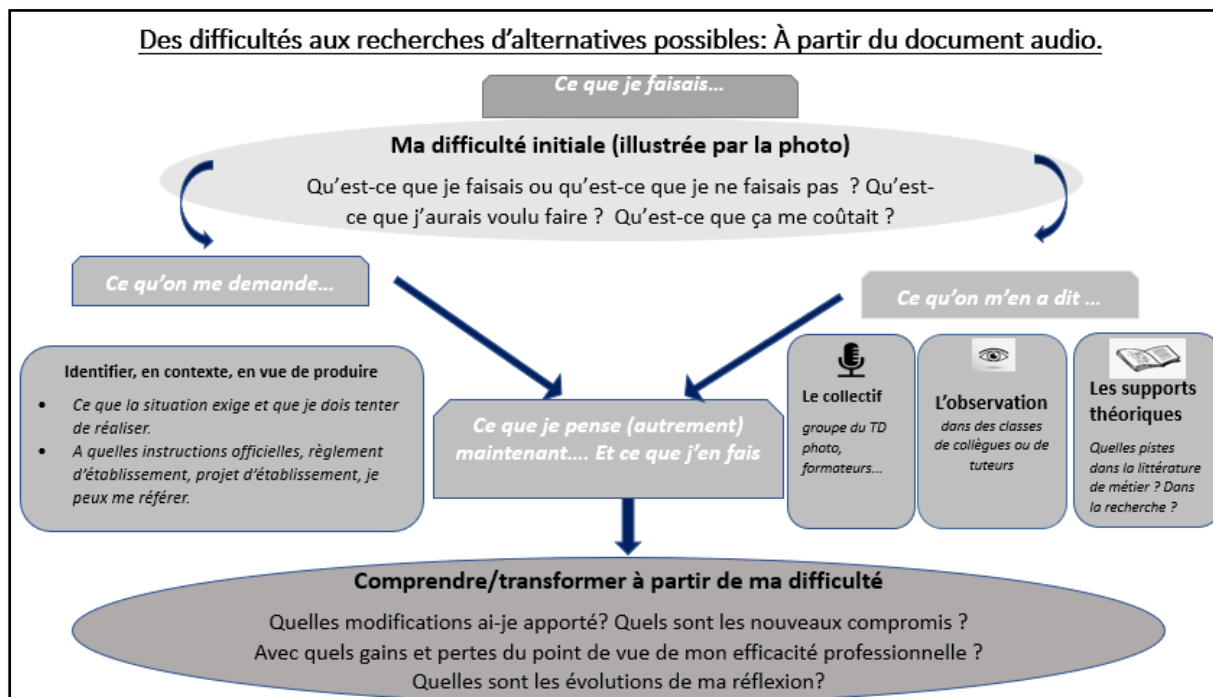 Des difficultés aux recherches d'alternatives possibles: À partir du document audio.
Ce que je faisais…
Ma difficulté initiale (illustrée par la photo)
Qu'est-ce que je faisais ou qu'est-ce que je ne faisais pas ? Qu'est-
ce que j'aurais voulu faire ? Qu'est-ce que ça me coûtait ?
Ce qu'on me demande…
Ce qu'on m'en a dit …
Identifier, en contexte, en vue de produire
• Ce que la situation exige et que je dois tenter
de réaliser.
• A quelles instructions officielles, règlement
d'établissement, projet d'établissement, je
peux me référer.
Ce que je pense (autrement)
maintenant…. Et ce que j'en fais
Le collectif
groupe du TD
photo,
formateurs…
L'observation
dans des classes
de collègues ou de
tuteurs
Les supports
théoriques
Quelles pistes
dans la littérature
de métier ? Dans
la recherche ?
Comprendre/transformer à partir de ma difficulté
Quelles modifications ai-je apporté? Quels sont les nouveaux compromis ?
Avec quels gains et pertes du point de vue de mon efficacité professionnelle ?
Quelles sont les évolutions de ma réflexion?